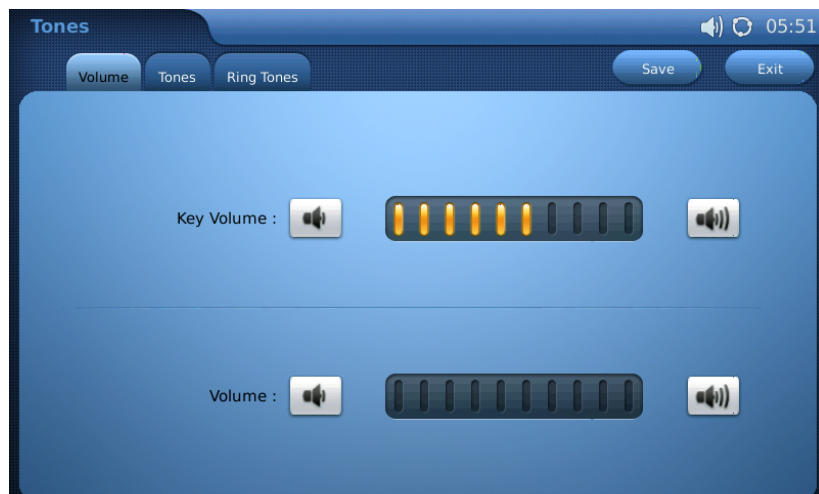 Tones
05:51
Volume
Tones
Ring Tones
Save
Exit
Key Volume :
Volume :